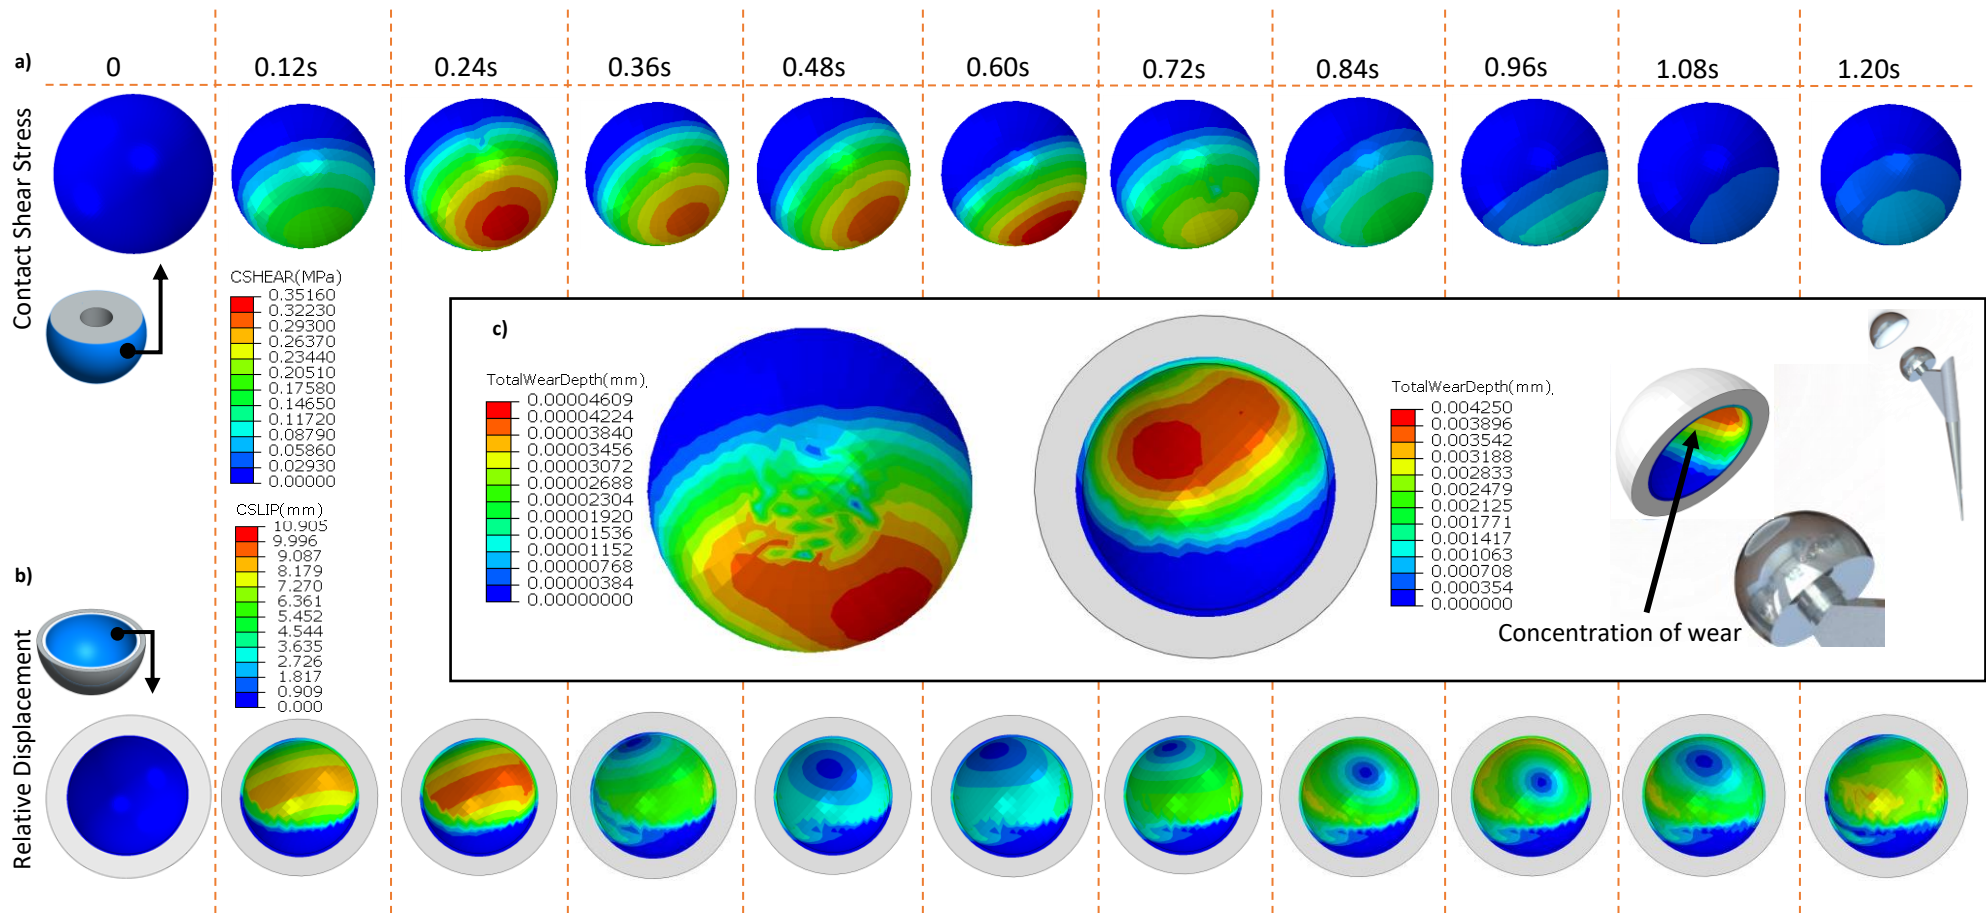 a)
0
0.12s
0.24s
0.36s
0.48s
0.60s
0.72s
0.84s
0.96s
1.08s
1.20s
Contact Shear Stress
CSHEAR(MPa)
0.35160
0.32230
0.29300
0.26370
0.23440
0.20510
0.17580
0.14650
0.11720
0.08790
0.05860
0.02930
0.00000
c)
TotalWearDepth(mm)
0.00004609
0.00004224
0.00003840
0.00003456
0.00003072
0.00002688
0.00002304
0.00001920
0.00001536
0.00001152
0.00000768
0.00000384
0.00000000
TotalWearDepth(mm)
0.004250
0.003896
0.003542
0.003188
0.002833
0.002479
0.002125
0.001771
0.001417
0.001063
0.000708
0.000354
0.000000
Concentration of wear
b)
Relative Displacement
CSLIP(mm)
10.905
9.996
9.087
8.179
7.270
6.361
5.452
4.544
3.635
2.726
1.817
0.909
0.000